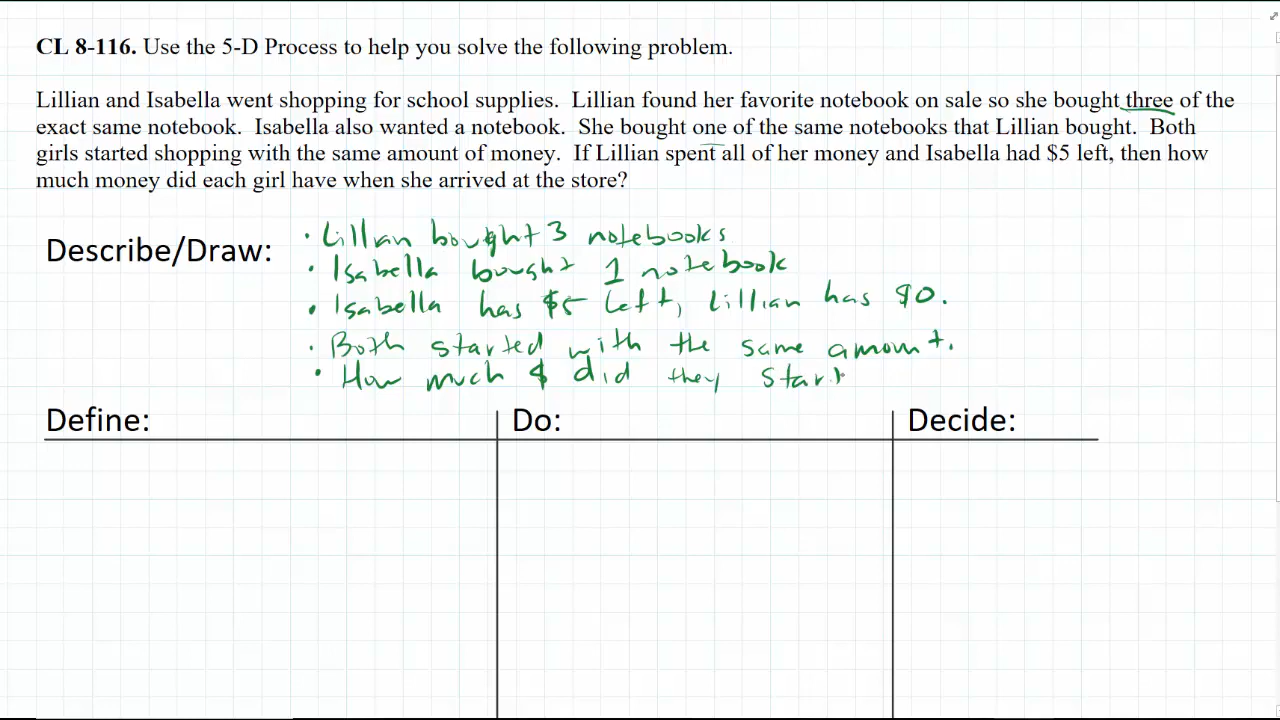 CL 8-116. Use the 5-D Process to help you solve the following problem.
Lillian and Isabella went shopping for school supplies. Lillian found her favorite notebook on sale so she bought three of the
exact same notebook. Isabella also wanted a notebook. She bought one of the same notebooks that Lillian bought. Both
girls started shopping with the same amount of money. If Lillian spent all of her money and Isabella had $5 left, then how
much money did each girl have when she arrived at the store?
Describe/Draw:
• Lillian bought 3 notebooks
• Isabella bought 1 notebook
• Isabella has $5 left, Lillian has $0.
• Both started with the same amount.
• How much $ did they start
Define:
Do:
Decide: